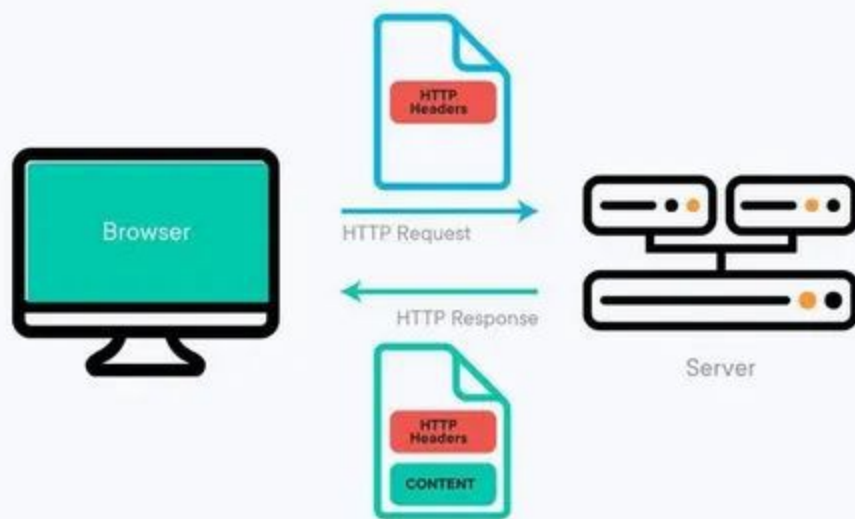 HTTP
Headers
Browser
HTTP Request
HTTP Response
Server
HTTP
Headers
CONTENT